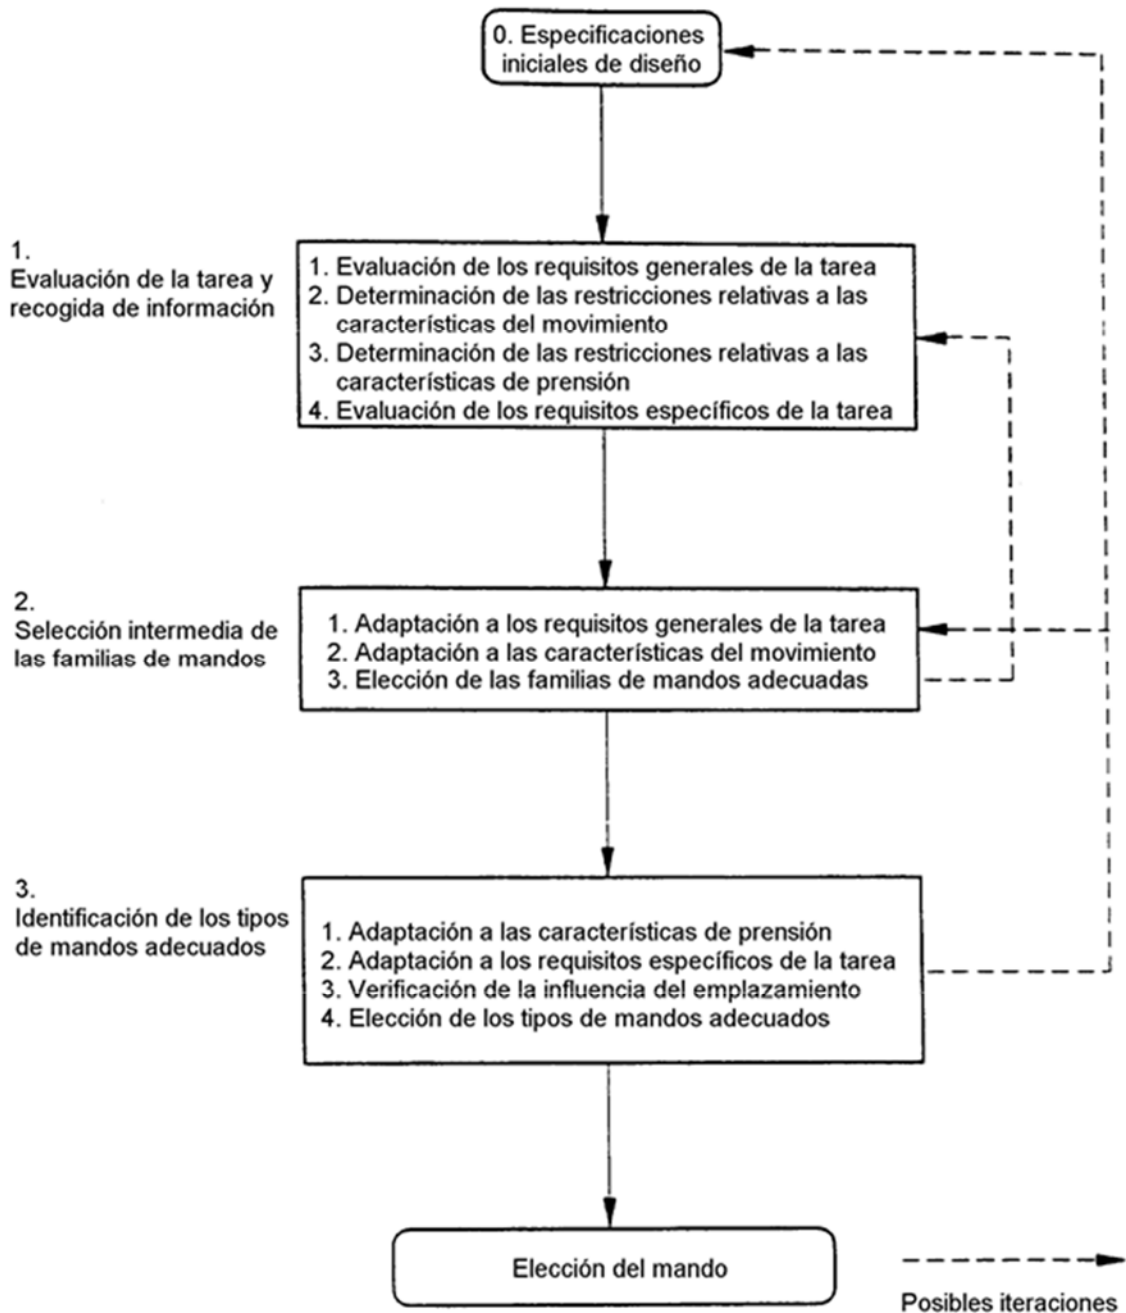 0. Especificaciones
iniciales de diseño
1.
Evaluación de la tarea y
recogida de información
1. Evaluación de los requisitos generales de la tarea
2. Determinación de las restricciones relativas a las
características del movimiento
3. Determinación de las restricciones relativas a las
características de prensión
4. Evaluación de los requisitos específicos de la tarea
2.
Selección intermedia de
las familias de mandos
1. Adaptación a los requisitos generales de la tarea
2. Adaptación a las características del movimiento
3. Elección de las familias de mandos adecuadas
3.
Identificación de los tipos
de mandos adecuados
1. Adaptación a las características de prensión
2. Adaptación a los requisitos específicos de la tarea
3. Verificación de la influencia del emplazamiento
4. Elección de los tipos de mandos adecuados
Elección del mando
Posibles iteraciones